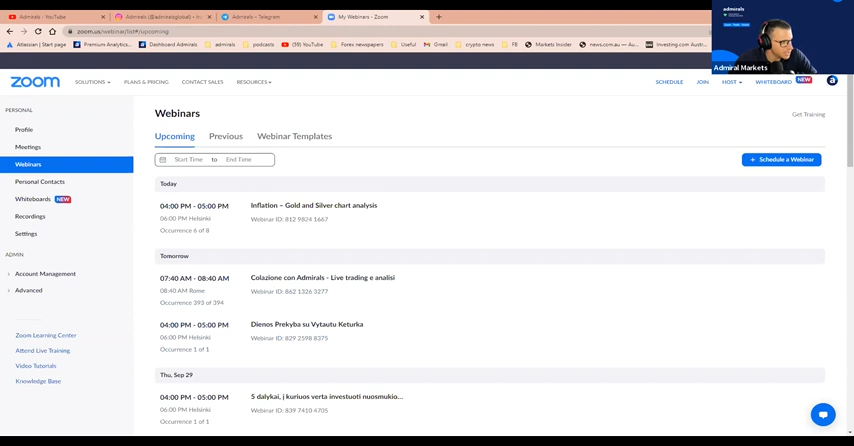 Admirals - YouTube
Instagram (@admiralsglobal) • In
Admirals • Telegram
My Webinars - Zoom
zoom.us/webinar/list#/upcoming
Atlassian | Start page
Premium Analytics...
Dashboard Admirals
admirals
podcasts
(39) YouTube
Forex newspapers
Useful
Gmail
crypto news
FB
Market Insider
news.com.au — Au...
Investing.com Austr...
admirals
Admiral Markets
zoom
SOLUTIONS
PLANS & PRICING
CONTACT SALES
RESOURCES
SCHEDULE
JOIN
HOST
WHITEBOARD
NEW
PERSONAL
Profile
Meetings
Webinars
Personal Contacts
Whiteboards NEW
Recordings
Settings
ADMIN
Account Management
Advanced
Zoom Learning Center
Attend Live Training
Video Tutorials
Knowledge Base
Webinars
Get Training
Upcoming
Previous
Webinar Templates
Start Time to End Time
+ Schedule a Webinar
Today
04:00 PM - 05:00 PM
06:00 PM Helsinki
Occurrence 6 of 8
Inflation – Gold and Silver chart analysis
Webinar ID: 812 9824 1667
Tomorrow
07:40 AM - 08:40 AM
08:40 AM Rome
Occurrence 393 of 394
Colazione con Admirals - Live trading e analisi
Webinar ID: 862 1326 3277
04:00 PM - 05:00 PM
06:00 PM Helsinki
Occurrence 1 of 1
Dienos Prekyba su Vytautu Keturka
Webinar ID: 829 2598 8375
Thu, Sep 29
04:00 PM - 05:00 PM
06:00 PM Helsinki
Occurrence 1 of 1
5 dalykai, į kuriuos verta investuoti nuosmukio...
Webinar ID: 839 7410 4705